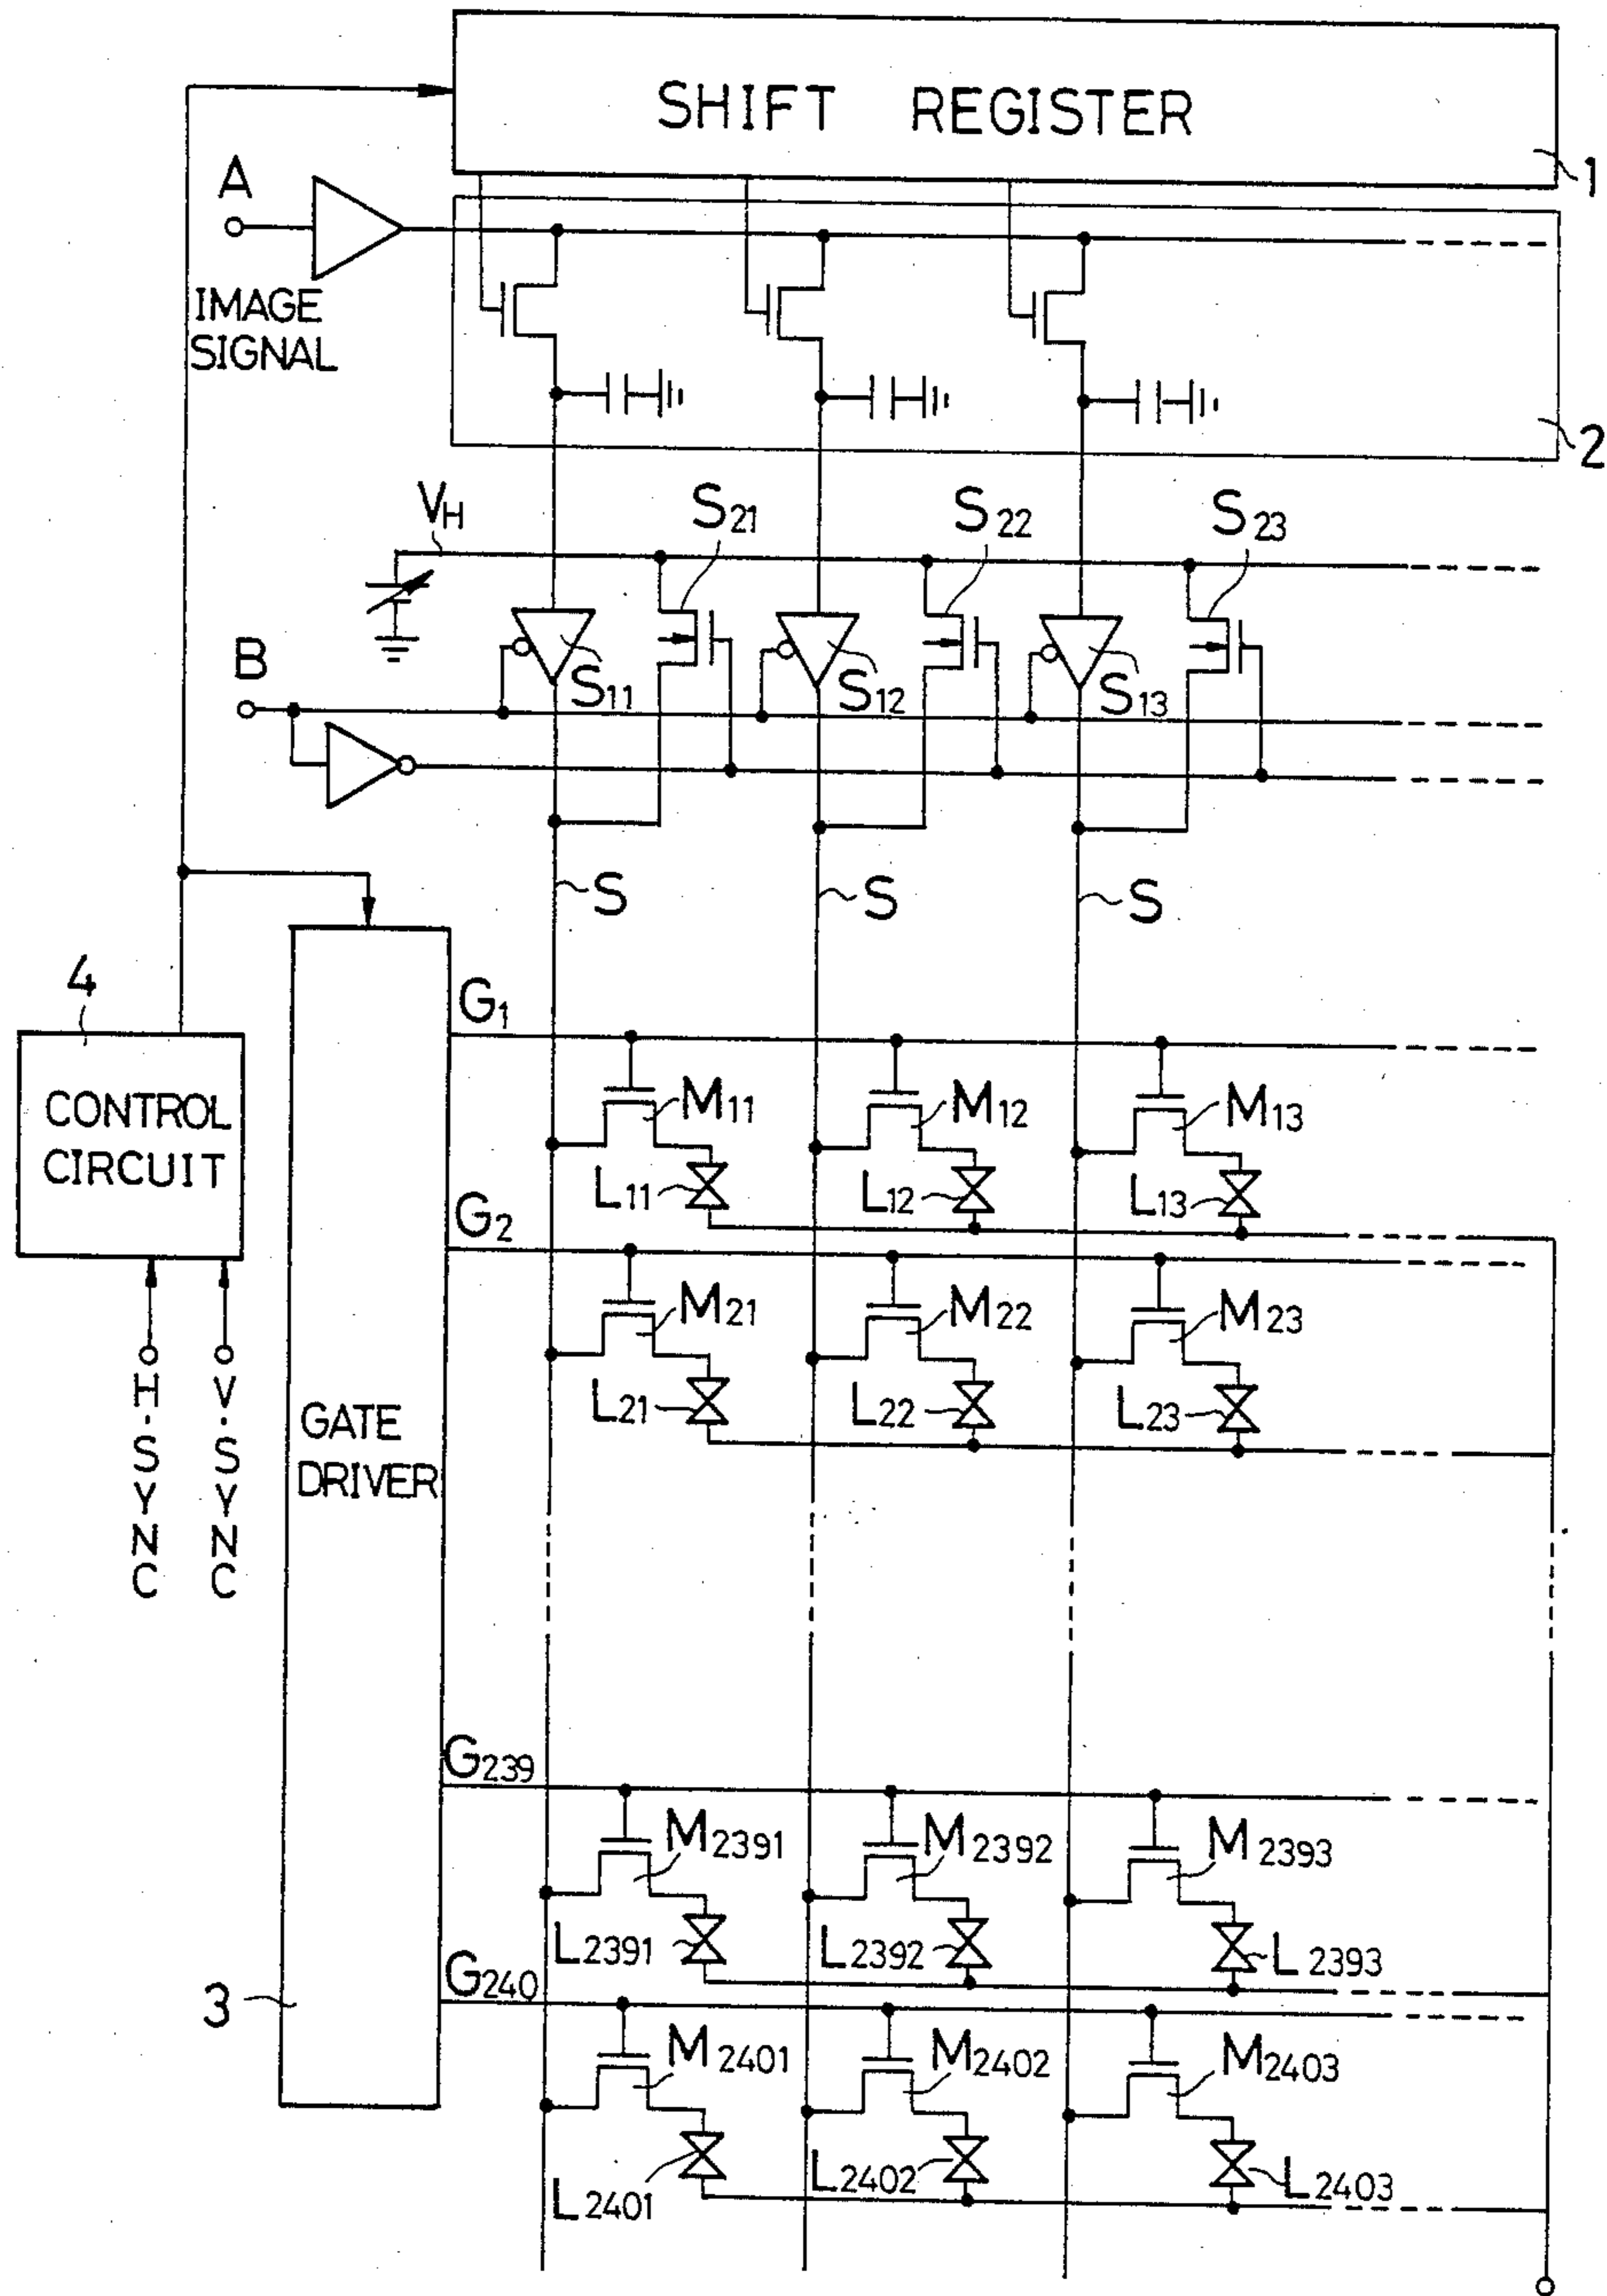 SHIFT REGISTER
1
A
IMAGE
SIGNAL
2
VH
S21
S22
S23
B
S11
S12
S13
S
S
S
4
CONTROL
CIRCUIT
G1
M11
M12
M13
L11
L12
L13
G2
M21
M22
M23
L21
L22
L23
H·SYNC
V·SYNC
GATE
DRIVER
G239
M2391
M2392
M2393
L2391
L2392
L2393
G240
3
M2401
M2402
M2403
L2401
L2402
L2403